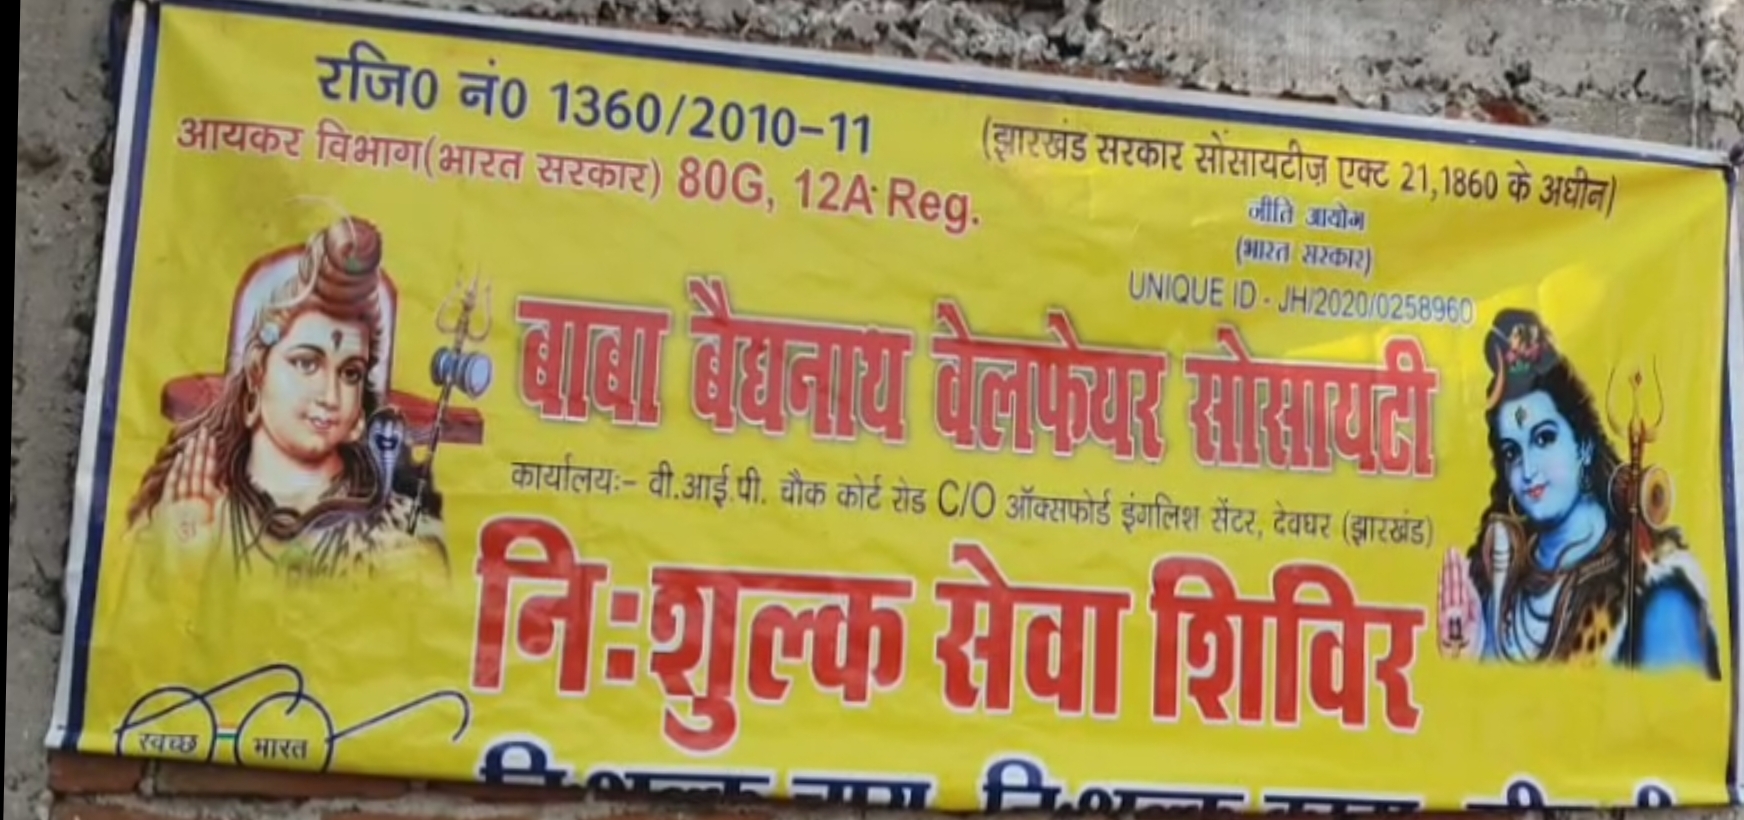 रजि0 नं0 1360/2010-11
(झारखंड सरकार सोंसायटीज़ एक्ट 21,1860 के अधीन)
आयकर विभाग(भारत सरकार) 80G, 12A Reg.
नीति आयोग
(भारत सरकार)
UNIQUE ID - JH/2020/0258960
बाबा बैद्यनाथ वेलफेयर सोसायटी
कार्यालयः- वी.आई.पी. चौक कोर्ट रोड C/O ऑक्सफोर्ड इंगलिश सेंटर, देवघर (झारखंड)
निःशुल्क सेवा शिविर
स्वच्छ भारत